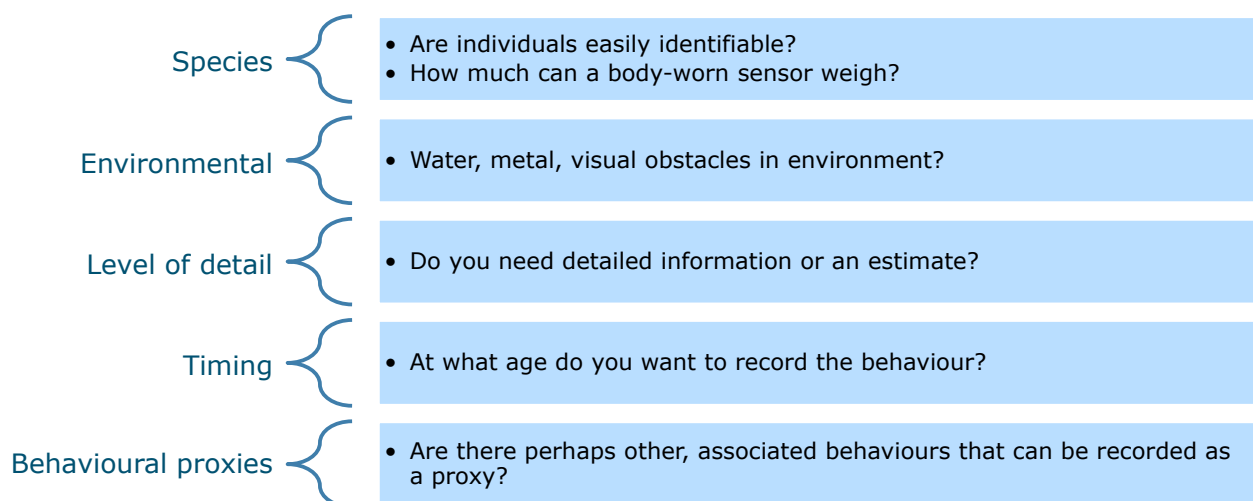 Species
• Are individuals easily identifiable?
• How much can a body-worn sensor weigh?
Environmental
• Water, metal, visual obstacles in environment?
Level of detail
• Do you need detailed information or an estimate?
Timing
• At what age do you want to record the behaviour?
Behavioural proxies
• Are there perhaps other, associated behaviours that can be recorded as
a proxy?